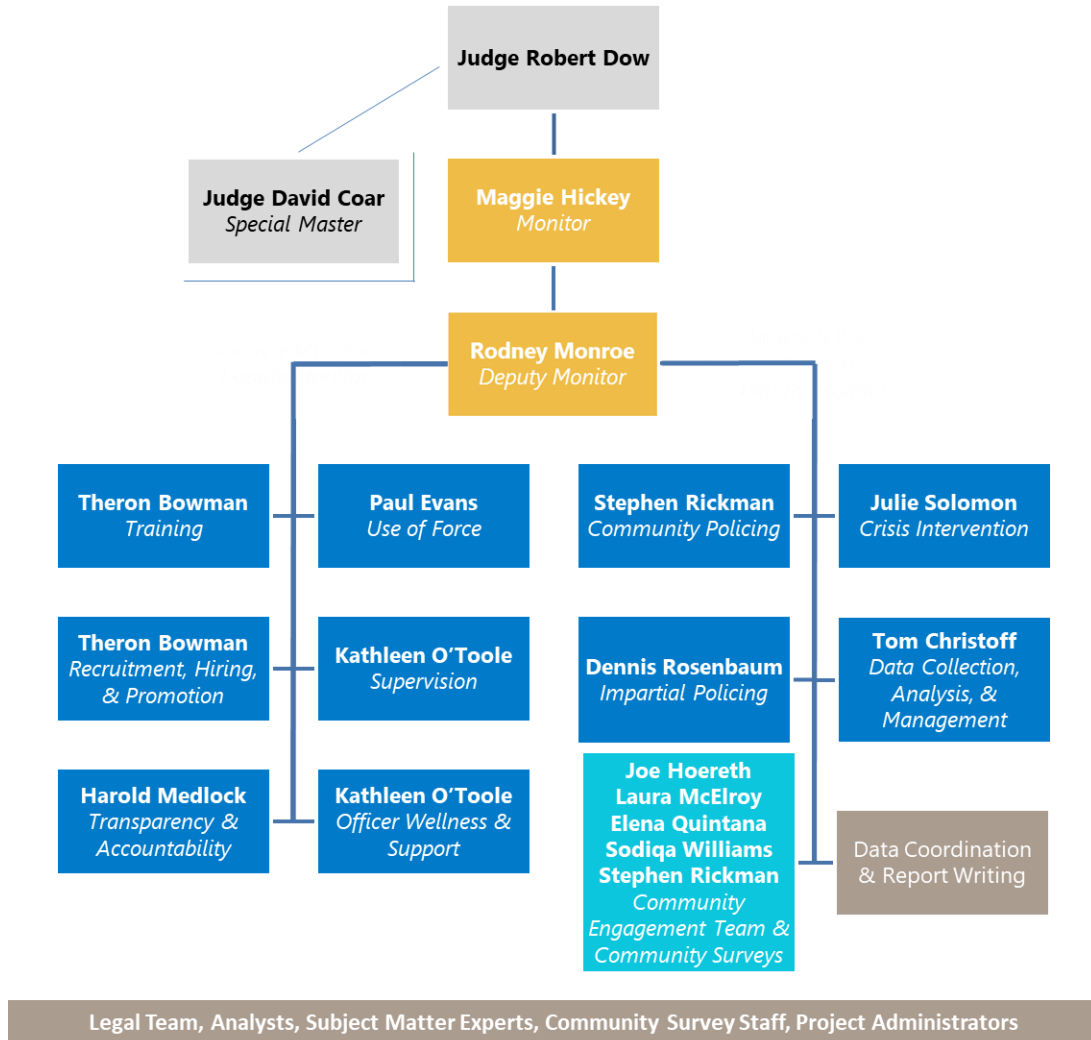 Judge Robert Dow
Judge David Coar
Special Master
Maggie Hickey
Monitor
Rodney Monroe
Deputy Monitor
Theron Bowman
Training
Paul Evans
Use of Force
Stephen Rickman
Community Policing
Julie Solomon
Crisis Intervention
Theron Bowman
Recruitment, Hiring,
& Promotion
Kathleen O’Toole
Supervision
Dennis Rosenbaum
Impartial Policing
Tom Christoff
Data Collection,
Analysis, &
Management
Harold Medlock
Transparency &
Accountability
Kathleen O’Toole
Officer Wellness &
Support
Joe Hoereth
Laura McElroy
Elena Quintana
Sodiqa Williams
Stephen Rickman
Community
Engagement Team &
Community Surveys
Data Coordination
& Report Writing
Legal Team, Analysts, Subject Matter Experts, Community Survey Staff, Project Administrators